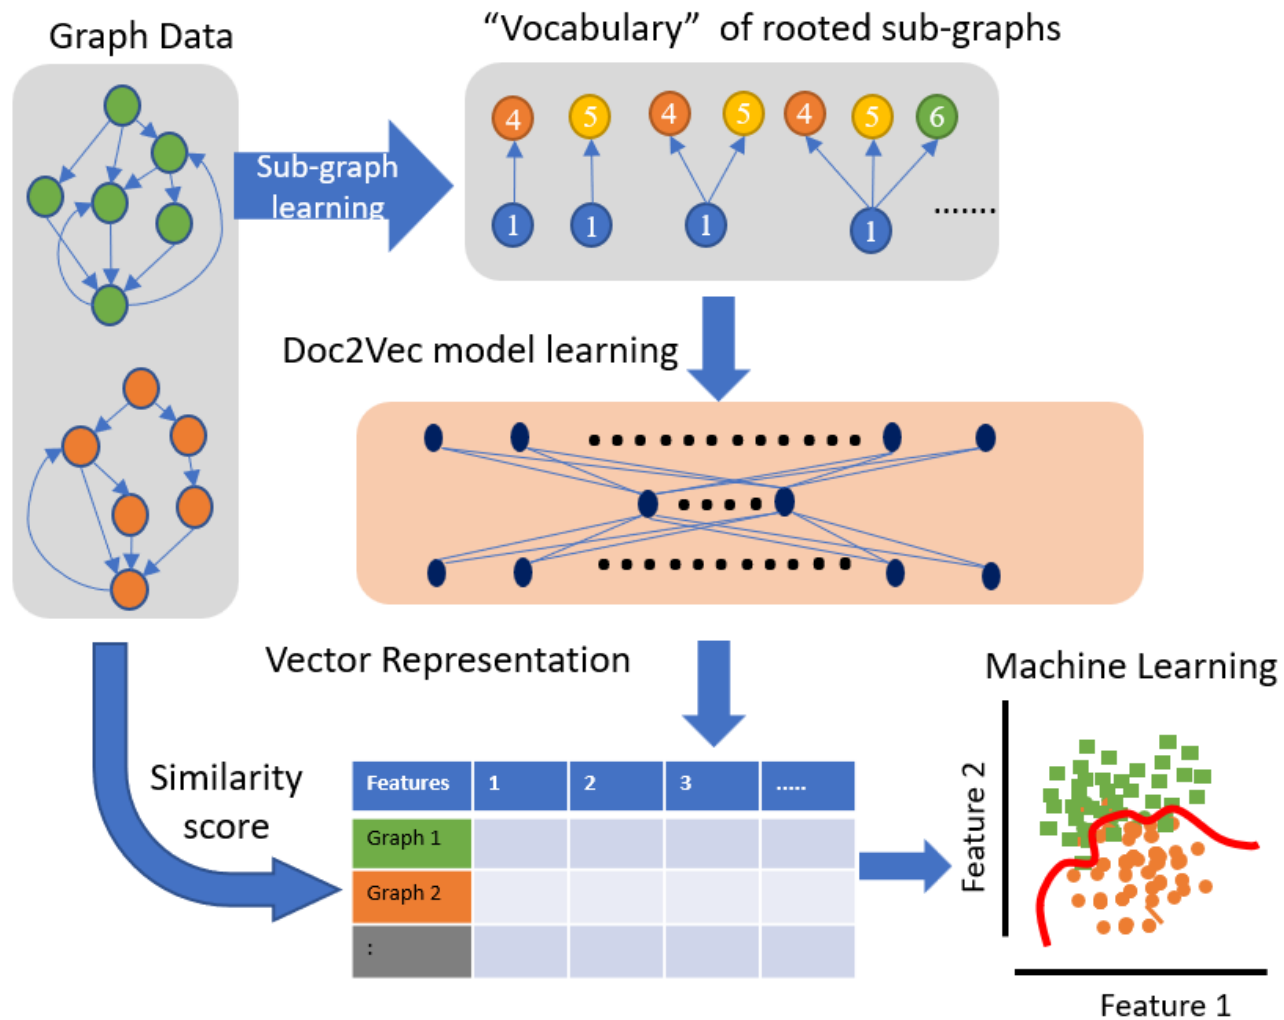 Graph Data
“Vocabulary” of rooted sub-graphs
4 5 4 5 4 5 6
Sub-graph
learning
1 1 1 1 .......
Doc2Vec model learning
Vector Representation
Machine Learning
Similarity
score
Features 1 2 3 .....
Graph 1
Graph 2
:
Feature 2
Feature 1